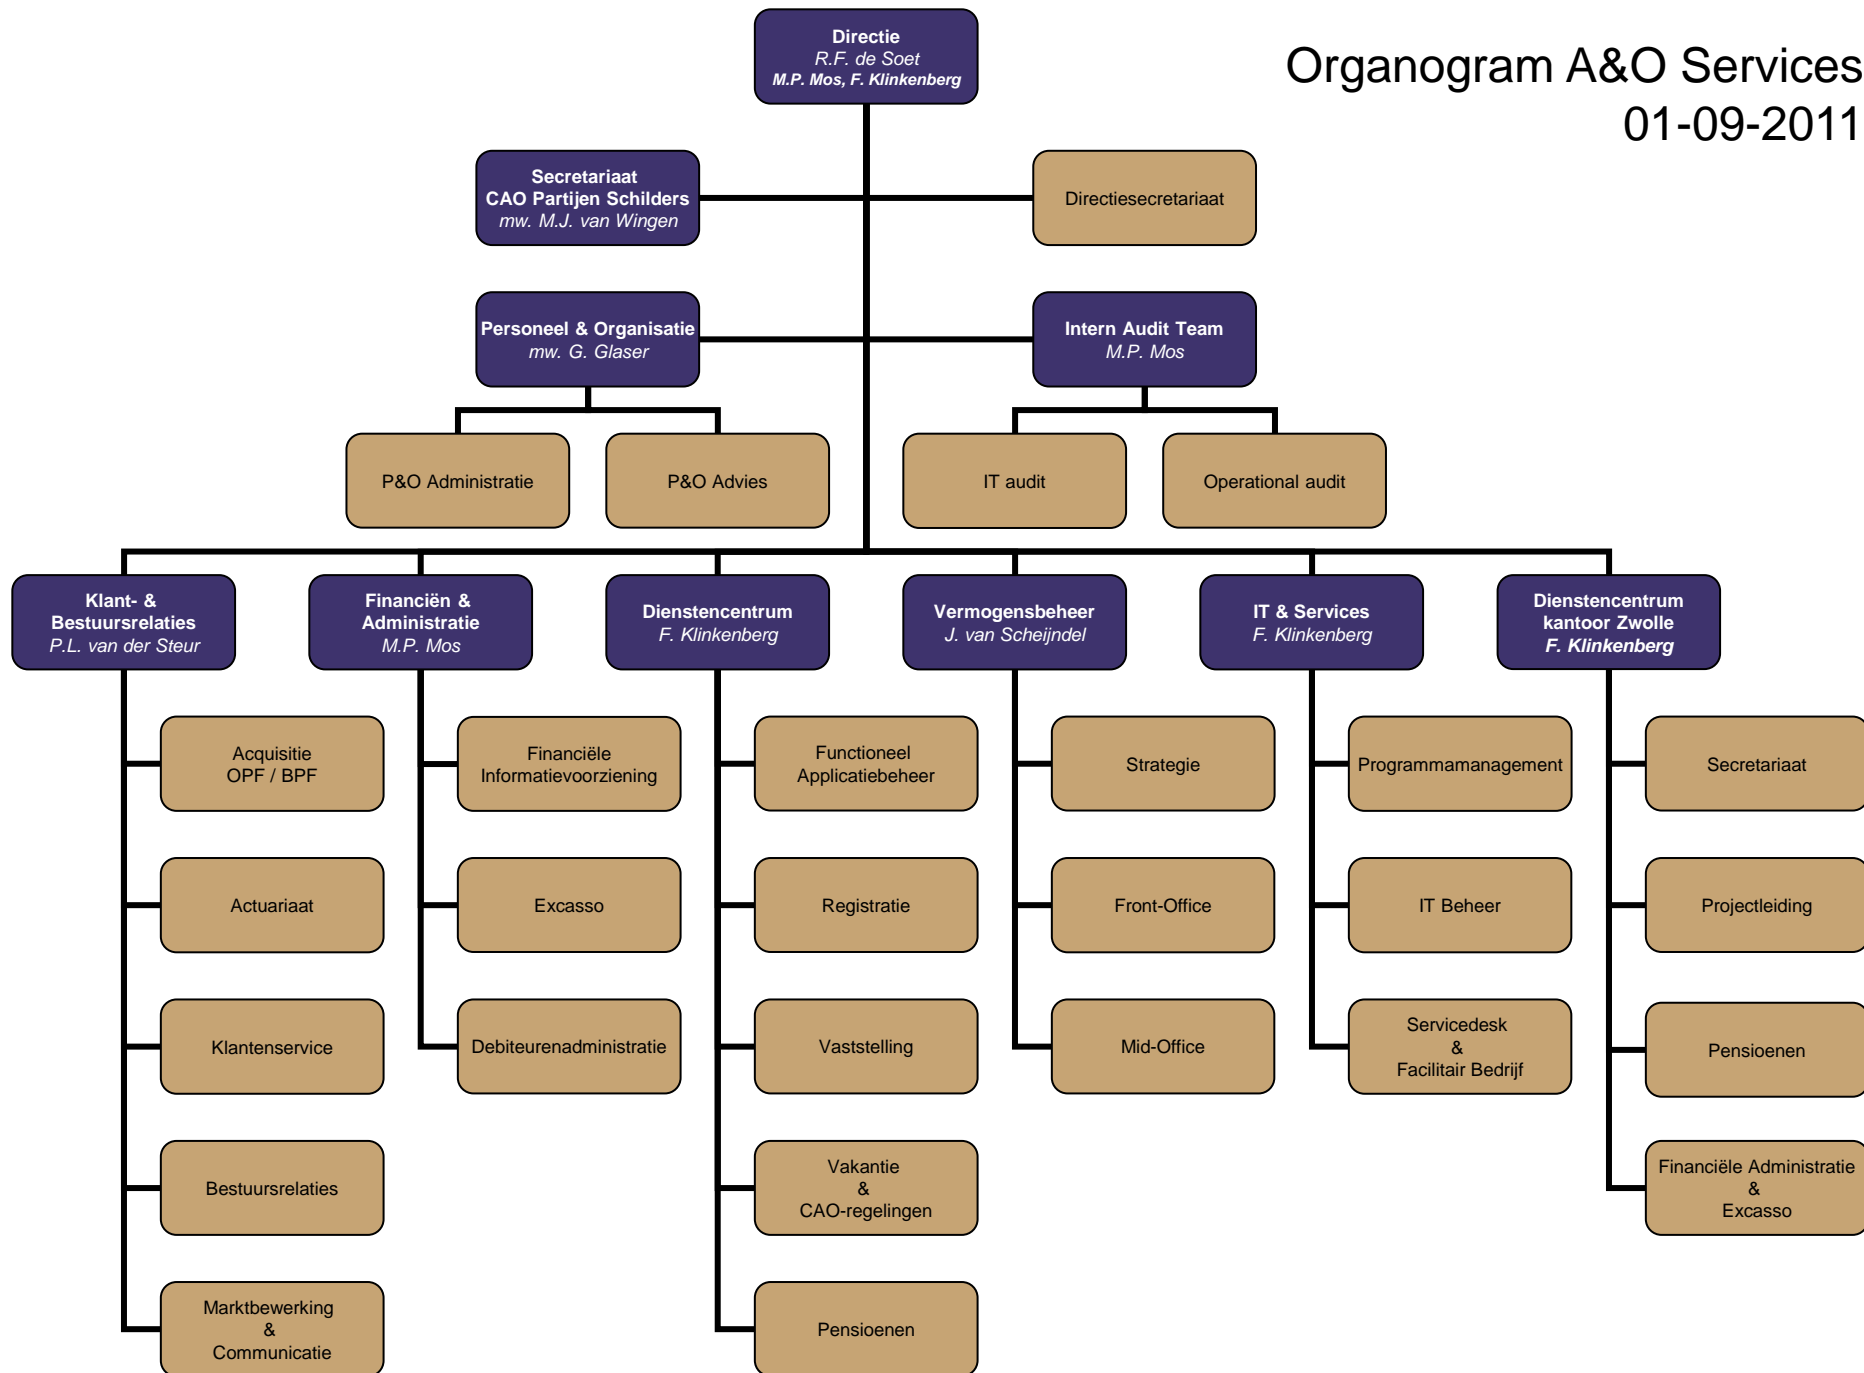 Directie
R.F. de Soet
M.P. Mos, F. Klinkenberg
Organogram A&O Services
01-09-2011
Secretariaat
CAO Partijen Schilders
mw. M.J. van Wingen
Directiesecretariaat
Personeel & Organisatie
mw. G. Glaser
Intern Audit Team
M.P. Mos
P&O Administratie
P&O Advies
IT audit
Operational audit
Klant- &
Bestuursrelaties
P.L. van der Steur
Financiën &
Administratie
M.P. Mos
Dienstencentrum
F. Klinkenberg
Vermogensbeheer
J. van Scheijndel
IT & Services
F. Klinkenberg
Dienstencentrum
kantoor Zwolle
F. Klinkenberg
Acquisitie
OPF / BPF
Financiële
Informatievoorziening
Functioneel
Applicatiebeheer
Strategie
Programmamanagement
Secretariaat
Actuariaat
Excasso
Registratie
Front-Office
IT Beheer
Projectleiding
Klantenservice
Debiteurenadministratie
Vaststelling
Mid-Office
Servicedesk
&
Facilitair Bedrijf
Pensioenen
Bestuursrelaties
Vakantie
&
CAO-regelingen
Financiële Administratie
&
Excasso
Marktbewerking
&
Communicatie
Pensioenen